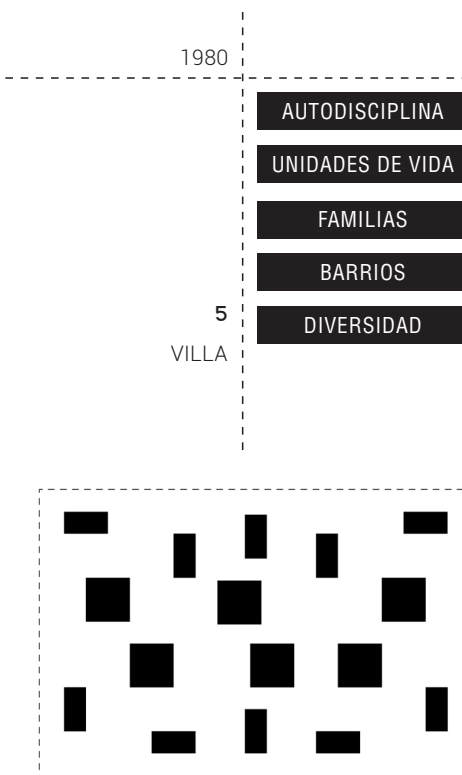 1980
AUTODISCIPLINA
UNIDADES DE VIDA
FAMILIAS
BARRIOS
5
DIVERSIDAD
VILLA